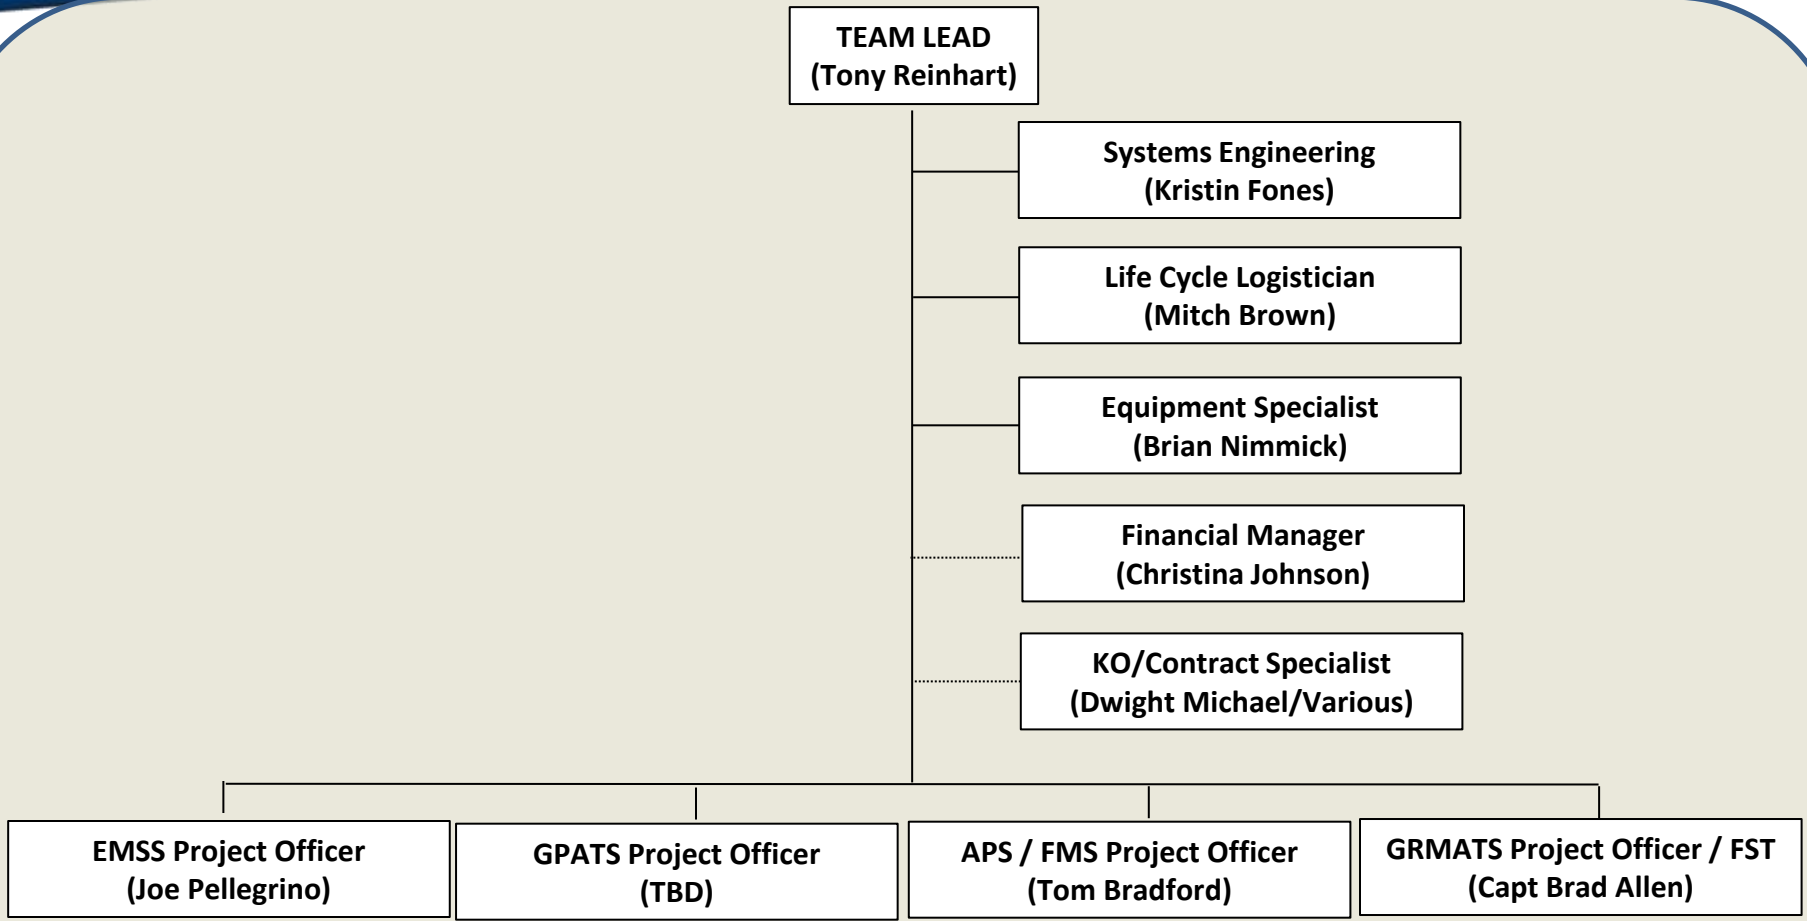 TEAM LEAD
(Tony Reinhart)
Systems Engineering
(Kristin Fones)
Life Cycle Logistician
(Mitch Brown)
Equipment Specialist
(Brian Nimmick)
Financial Manager
(Christina Johnson)
KO/Contract Specialist
(Dwight Michael/Various)
EMSS Project Officer
(Joe Pellegrino)
GPATS Project Officer
(TBD)
APS / FMS Project Officer
(Tom Bradford)
GRMATS Project Officer / FST
(Capt Brad Allen)